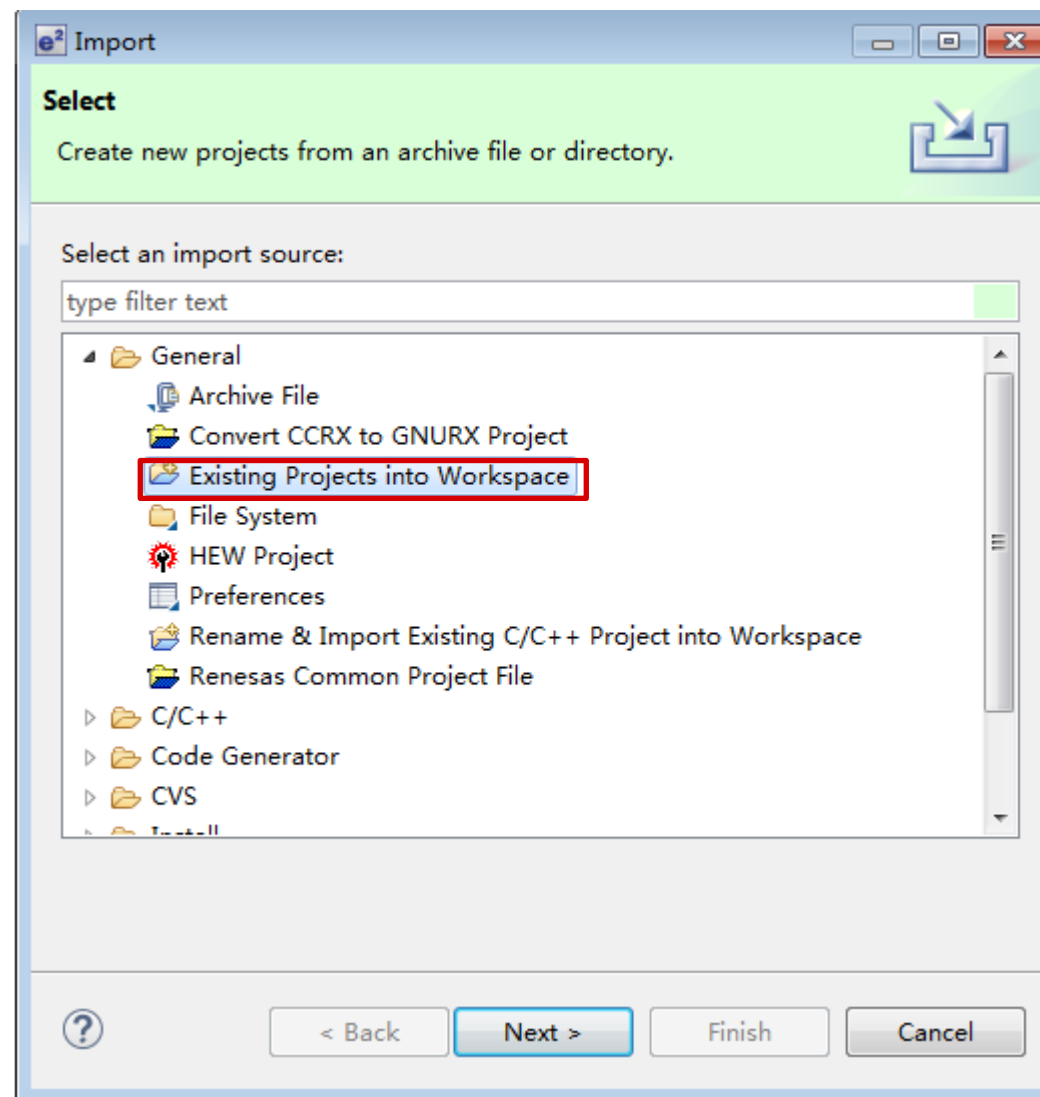 e² Import
Select
Create new projects from an archive file or directory.
Select an import source:
type filter text
General
Archive File
Convert CCRX to GNURX Project
Existing Projects into Workspace
File System
HEW Project
Preferences
Rename & Import Existing C/C++ Project into Workspace
Renesas Common Project File
C/C++
Code Generator
CVS
Install
? < Back Next > Finish Cancel